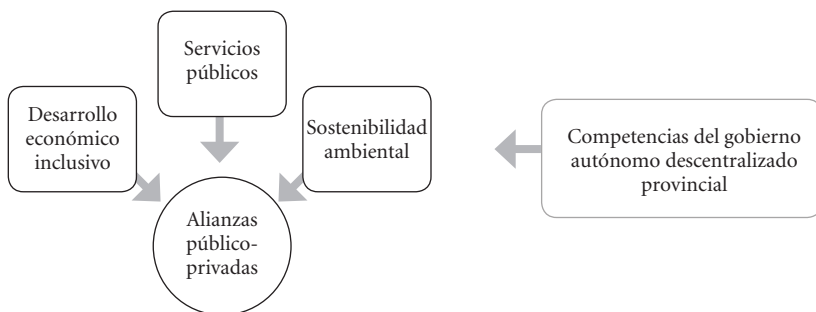 Servicios
públicos
Desarrollo
económico
inclusivo
Sostenibilidad
ambiental
Competencias del gobierno
autónomo descentralizado
provincial
Alianzas
público-
privadas